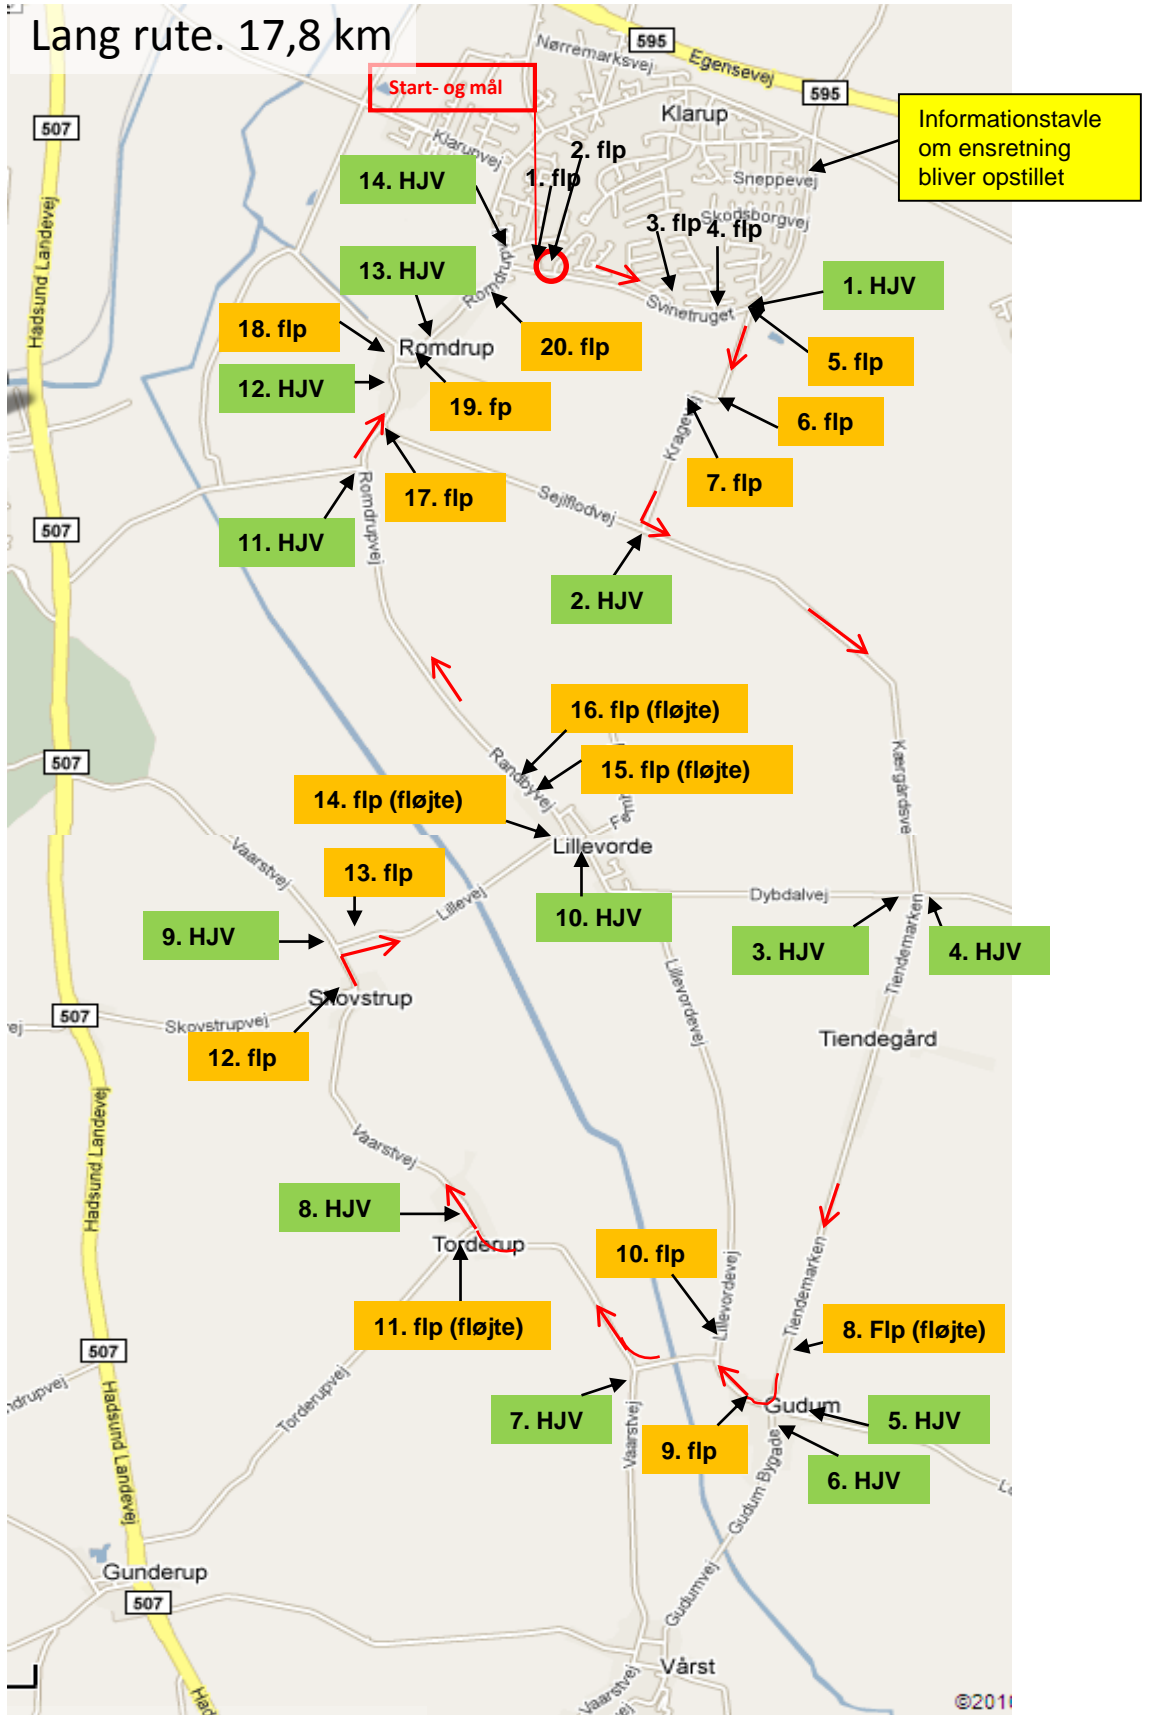 Lang rute. 17,8 km
595
Nørremarksvej
Egensevej
Start- og mål
595
Klarup
507
Informationstavle
om ensretning
bliver opstillet
Klarupvej
2. flp
1. flp
14. HJV
Sneppevej
Skodsborgvej
3. flp
4. flp
Hadsund Landevej
13. HJV
Romdrup
1. HJV
Svinetruget
18. flp
Romdrup
20. flp
5. flp
12. HJV
19. fp
6. flp
Kragevej
17. flp
7. flp
Romdrupvej
Sejlflodvej
507
11. HJV
2. HJV
16. flp (fløjte)
507
Randbyvej
15. flp (fløjte)
Kærgårdsve
14. flp (fløjte)
Lillevorde
Vaarstvej
13. flp
Lillevej
Dybdalvej
10. HJV
9. HJV
3. HJV
4. HJV
Tiendemarken
Lillevordevej
Skovstrup
507
ej
Skovstrupvej
Tiendegård
12. flp
Hadsund Landevej
Vaarstvej
8. HJV
Torderup
10. flp
Lillevordevej
Tiendemarken
11. flp (fløjte)
8. Flp (fløjte)
507
ndrupvej
Torderupvej
7. HJV
Gudum
5. HJV
Vaarstvej
9. flp
6. HJV
Hadsund Landevej
Gudum Bygade
Gunderup
507
Gudumvej
Vårst
Vaarstvej
Had
©201